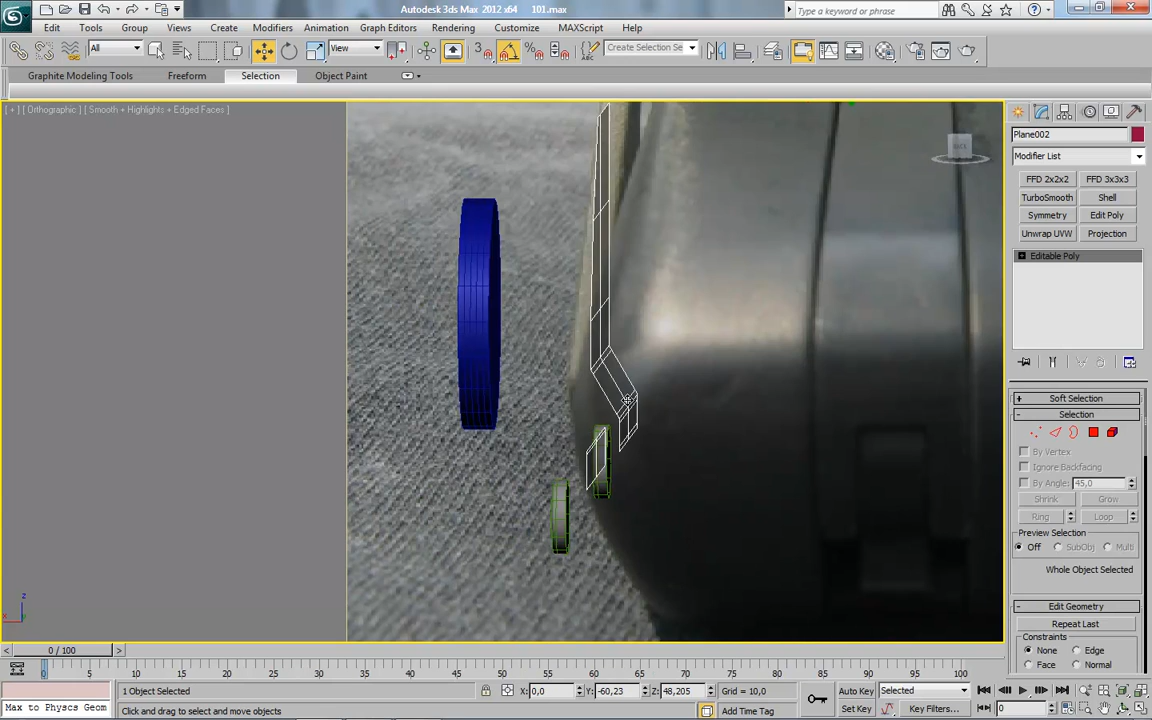 Autodesk 3ds Max 2012 x64    101.max
Type a keyword or phrase
Edit Tools Group Views Create Modifiers Animation Graph Editors Rendering Customize MAXScript Help
All View Create Selection Se
Graphite Modeling Tools Freeform Selection Object Paint
[ + ] [ Orthographic ] [ Smooth + Highlights + Edged Faces ]
BACK
Plane002
Modifier List
FFD 2x2x2 FFD 3x3x3
TurboSmooth Shell
Symmetry Edit Poly
Unwrap UVW Projection
Editable Poly
+ Soft Selection
- Selection
By Vertex
Ignore Backfacing
By Angle: 45,0
Shrink Grow
Ring Loop
Preview Selection
Off SubObj Multi
Whole Object Selected
- Edit Geometry
Repeat Last
Constraints
None Edge
Face Normal
z
x
< 0 / 100 >
0 5 10 15 20 25 30 35 40 45 50 55 60 65 70 75 80 85 90 95 100
1 Object Selected X: 0,0 Y: -60,23 Z: 48,205 Grid = 10,0 Auto Key Selected
Max to Physcs Geom Click and drag to select and move objects Add Time Tag Set Key Key Filters... 0